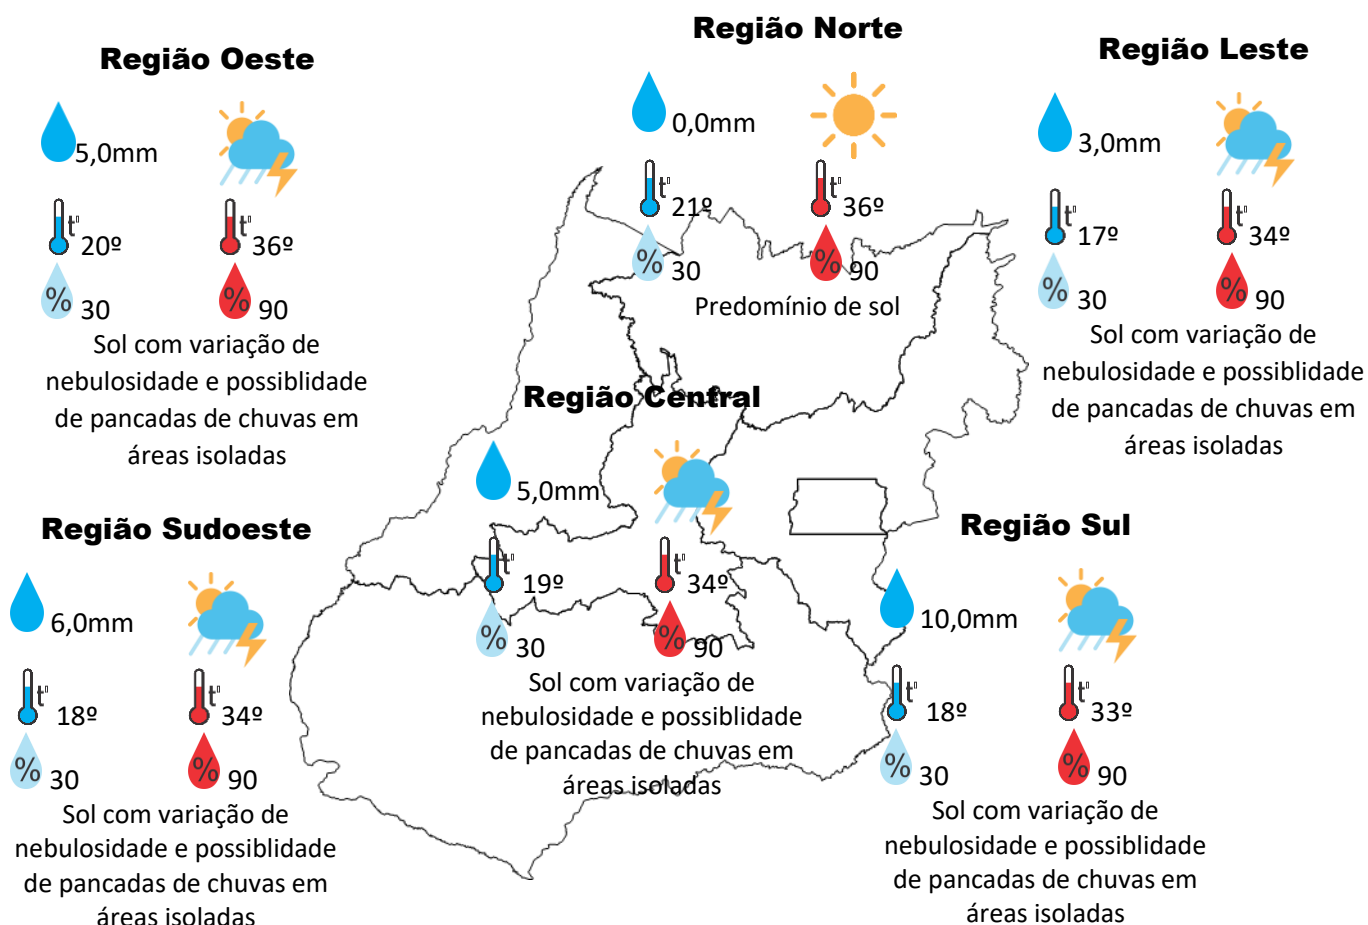 Região Norte
0,0mm
t°
21º
t°
36º
% 30
% 90
Predomínio de sol
Região Oeste
5,0mm
t°
20º
t°
36º
% 30
% 90
Sol com variação de
nebulosidade e possiblidade
de pancadas de chuvas em
áreas isoladas
Região Leste
3,0mm
t°
17º
t°
34º
% 30
% 90
Sol com variação de
nebulosidade e possiblidade
de pancadas de chuvas em
áreas isoladas
Região Central
5,0mm
t°
19º
t°
34º
% 30
% 90
Sol com variação de
nebulosidade e possiblidade
de pancadas de chuvas em
áreas isoladas
Região Sudoeste
6,0mm
t°
18º
t°
34º
% 30
% 90
Sol com variação de
nebulosidade e possiblidade
de pancadas de chuvas em
áreas isoladas
Região Sul
10,0mm
t°
18º
t°
33º
% 30
% 90
Sol com variação de
nebulosidade e possiblidade
de pancadas de chuvas em
áreas isoladas